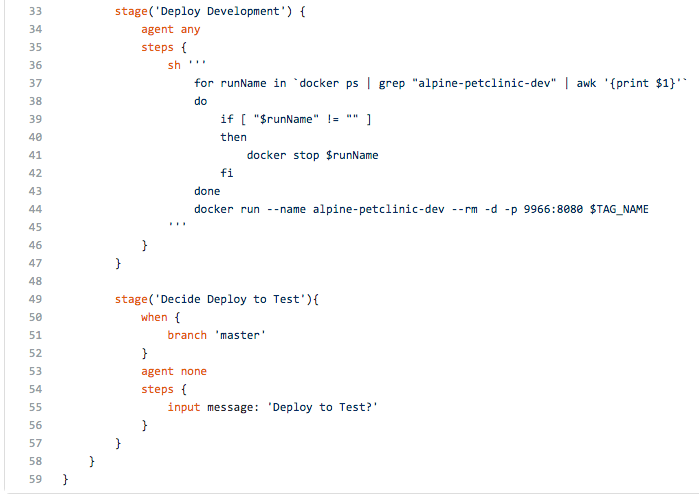 33 stage('Deploy Development') {
34 agent any
35 steps {
36 sh '''
37 for runName in `docker ps | grep "alpine-petclinic-dev" | awk '{print $1}'`
38 do
39 if [ "$runName" != "" ]
40 then
41 docker stop $runName
42 fi
43 done
44 docker run --name alpine-petclinic-dev --rm -d -p 9966:8080 $TAG_NAME
45 '''
46 }
47 }
48
49 stage('Decide Deploy to Test'){
50 when {
51 branch 'master'
52 }
53 agent none
54 steps {
55 input message: 'Deploy to Test?'
56 }
57 }
58 }
59 }